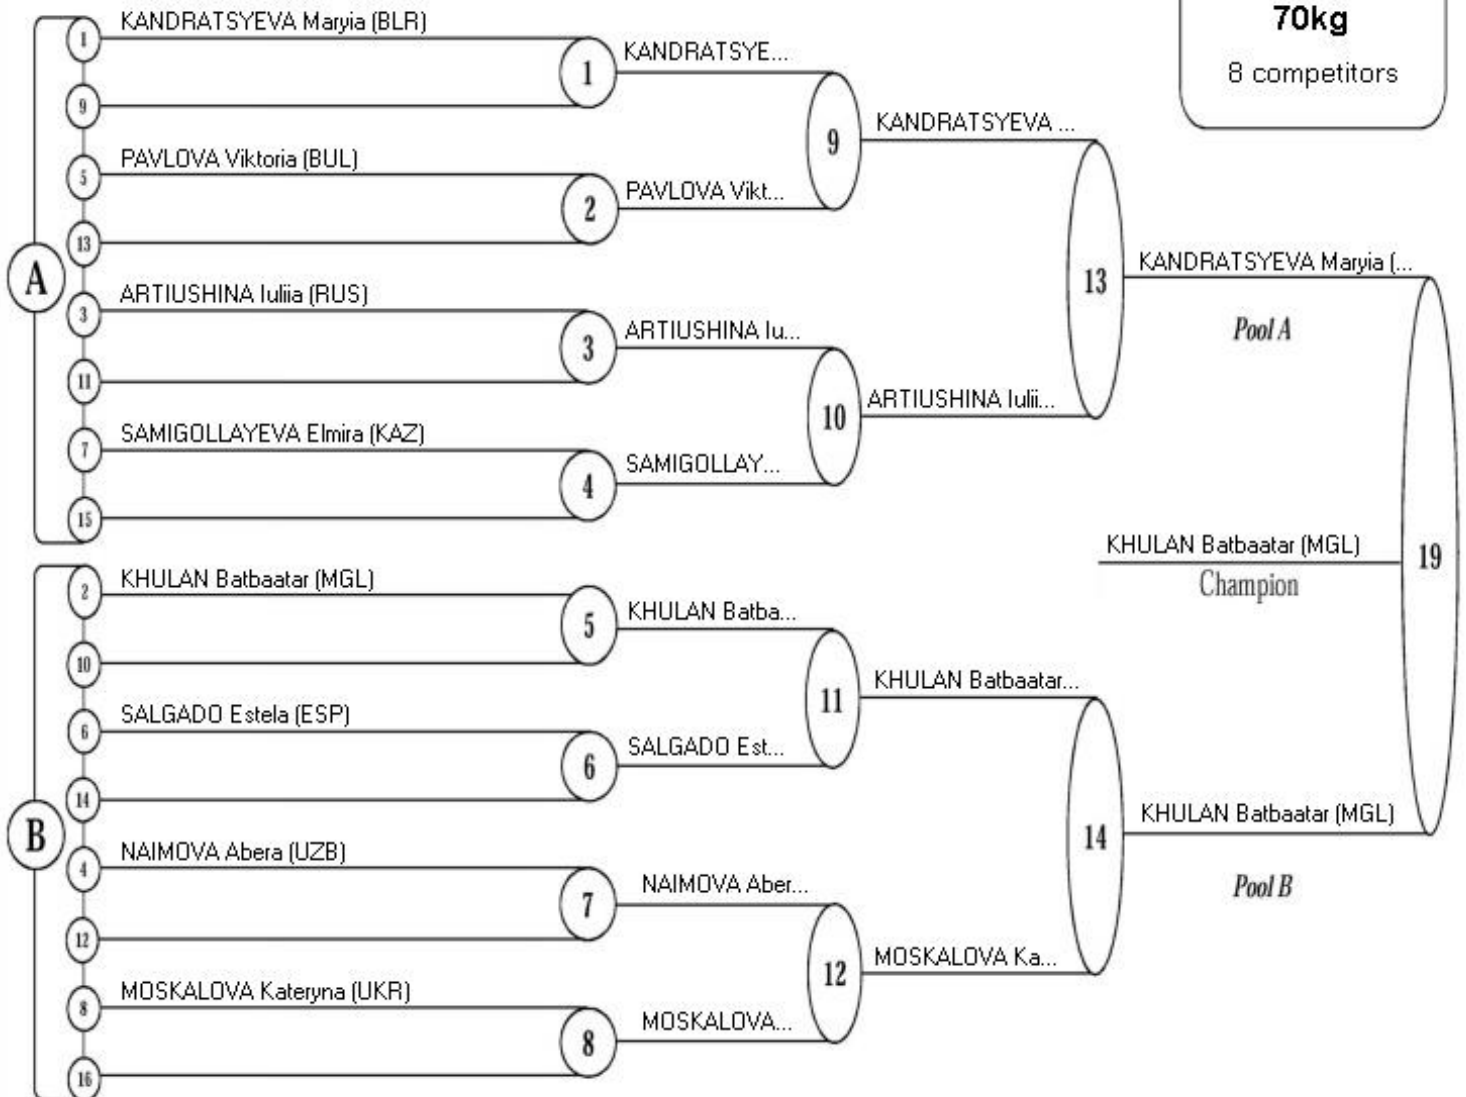 70kg
8 competitors
KANDRATSYEVA Maryia (BLR)
1
9
1
KANDRATSYE...
PAVLOVA Viktoria (BUL)
5
13
2
PAVLOVA Vikt...
9
KANDRATSYEVA ...
A
ARTIUSHINA Iuliia (RUS)
3
11
3
ARTIUSHINA Iu...
SAMIGOLLAYEVA Elmira (KAZ)
7
15
4
SAMIGOLLAY...
10
ARTIUSHINA Iulii...
13
KANDRATSYEVA Maryia (...
Pool A
KHULAN Batbaatar (MGL)
Champion
19
KHULAN Batbaatar (MGL)
2
10
5
KHULAN Batba...
SALGADO Estela (ESP)
6
14
6
SALGADO Est...
11
KHULAN Batbaatar...
B
NAIMOVA Abera (UZB)
4
12
7
NAIMOVA Aber...
MOSKALOVA Kateryna (UKR)
8
16
8
MOSKALOVA...
12
MOSKALOVA Ka...
14
KHULAN Batbaatar (MGL)
Pool B